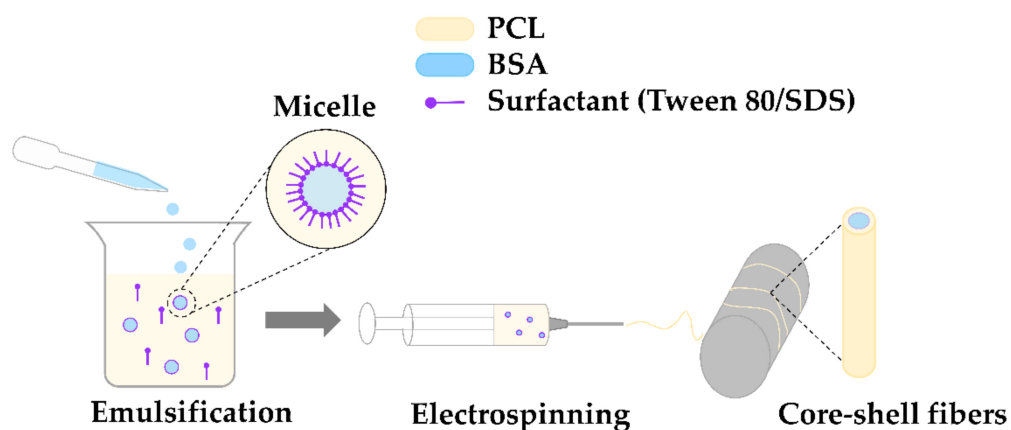 PCL
BSA
Surfactant (Tween 80/SDS)
Micelle
Emulsification
Electrospinning
Core-shell fibers